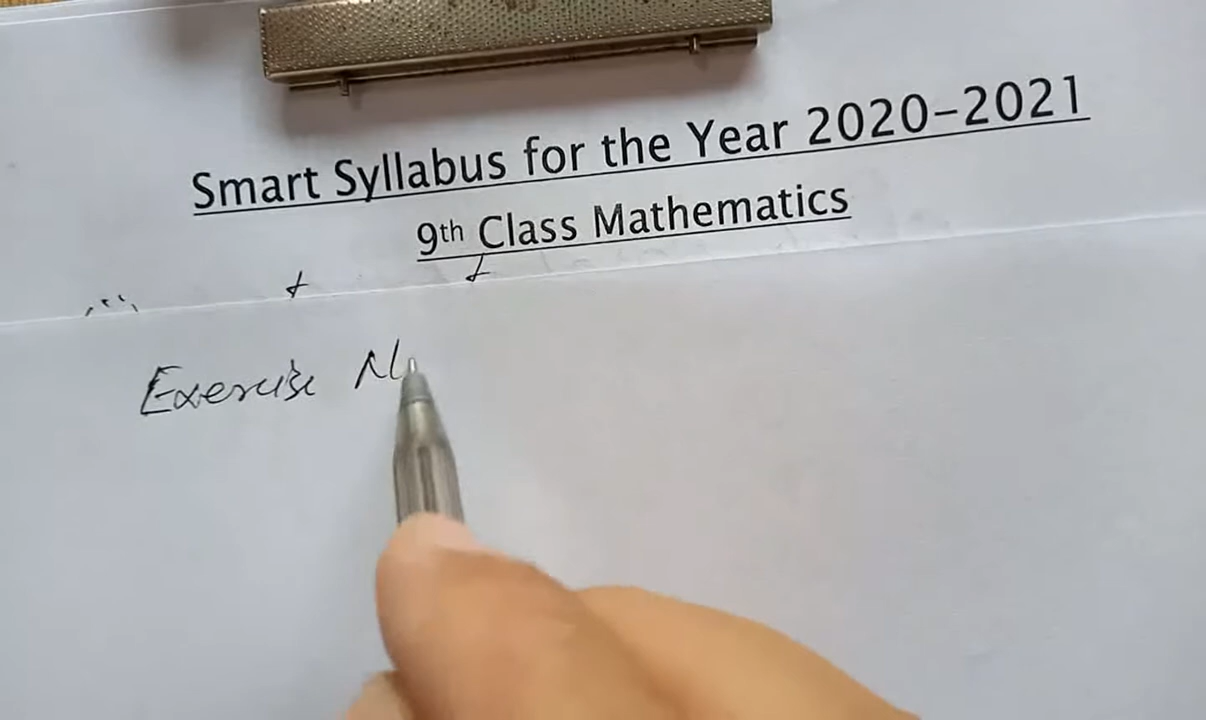 Smart Syllabus for the Year 2020-2021
9th Class Mathematics
Exercise N